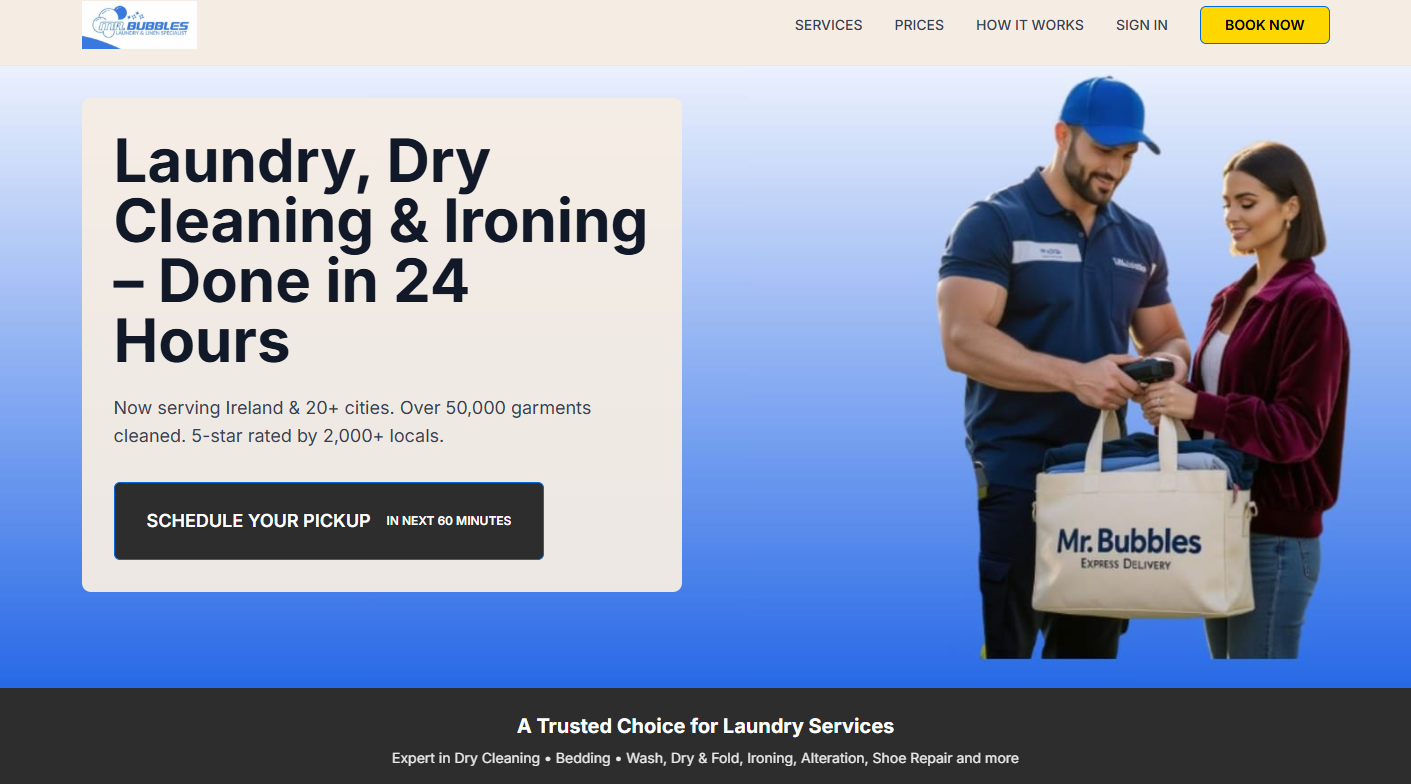 MR. BUBBLES
LAUNDRY & LINEN SPECIALIST
SERVICES
PRICES
HOW IT WORKS
SIGN IN
BOOK NOW
Laundry, Dry
Cleaning & Ironing
– Done in 24
Hours
Now serving Ireland & 20+ cities. Over 50,000 garments
cleaned. 5-star rated by 2,000+ locals.
SCHEDULE YOUR PICKUP IN NEXT 60 MINUTES
Mr. Bubbles
EXPRESS DELIVERY
A Trusted Choice for Laundry Services
Expert in Dry Cleaning • Bedding • Wash, Dry & Fold, Ironing, Alteration, Shoe Repair and more